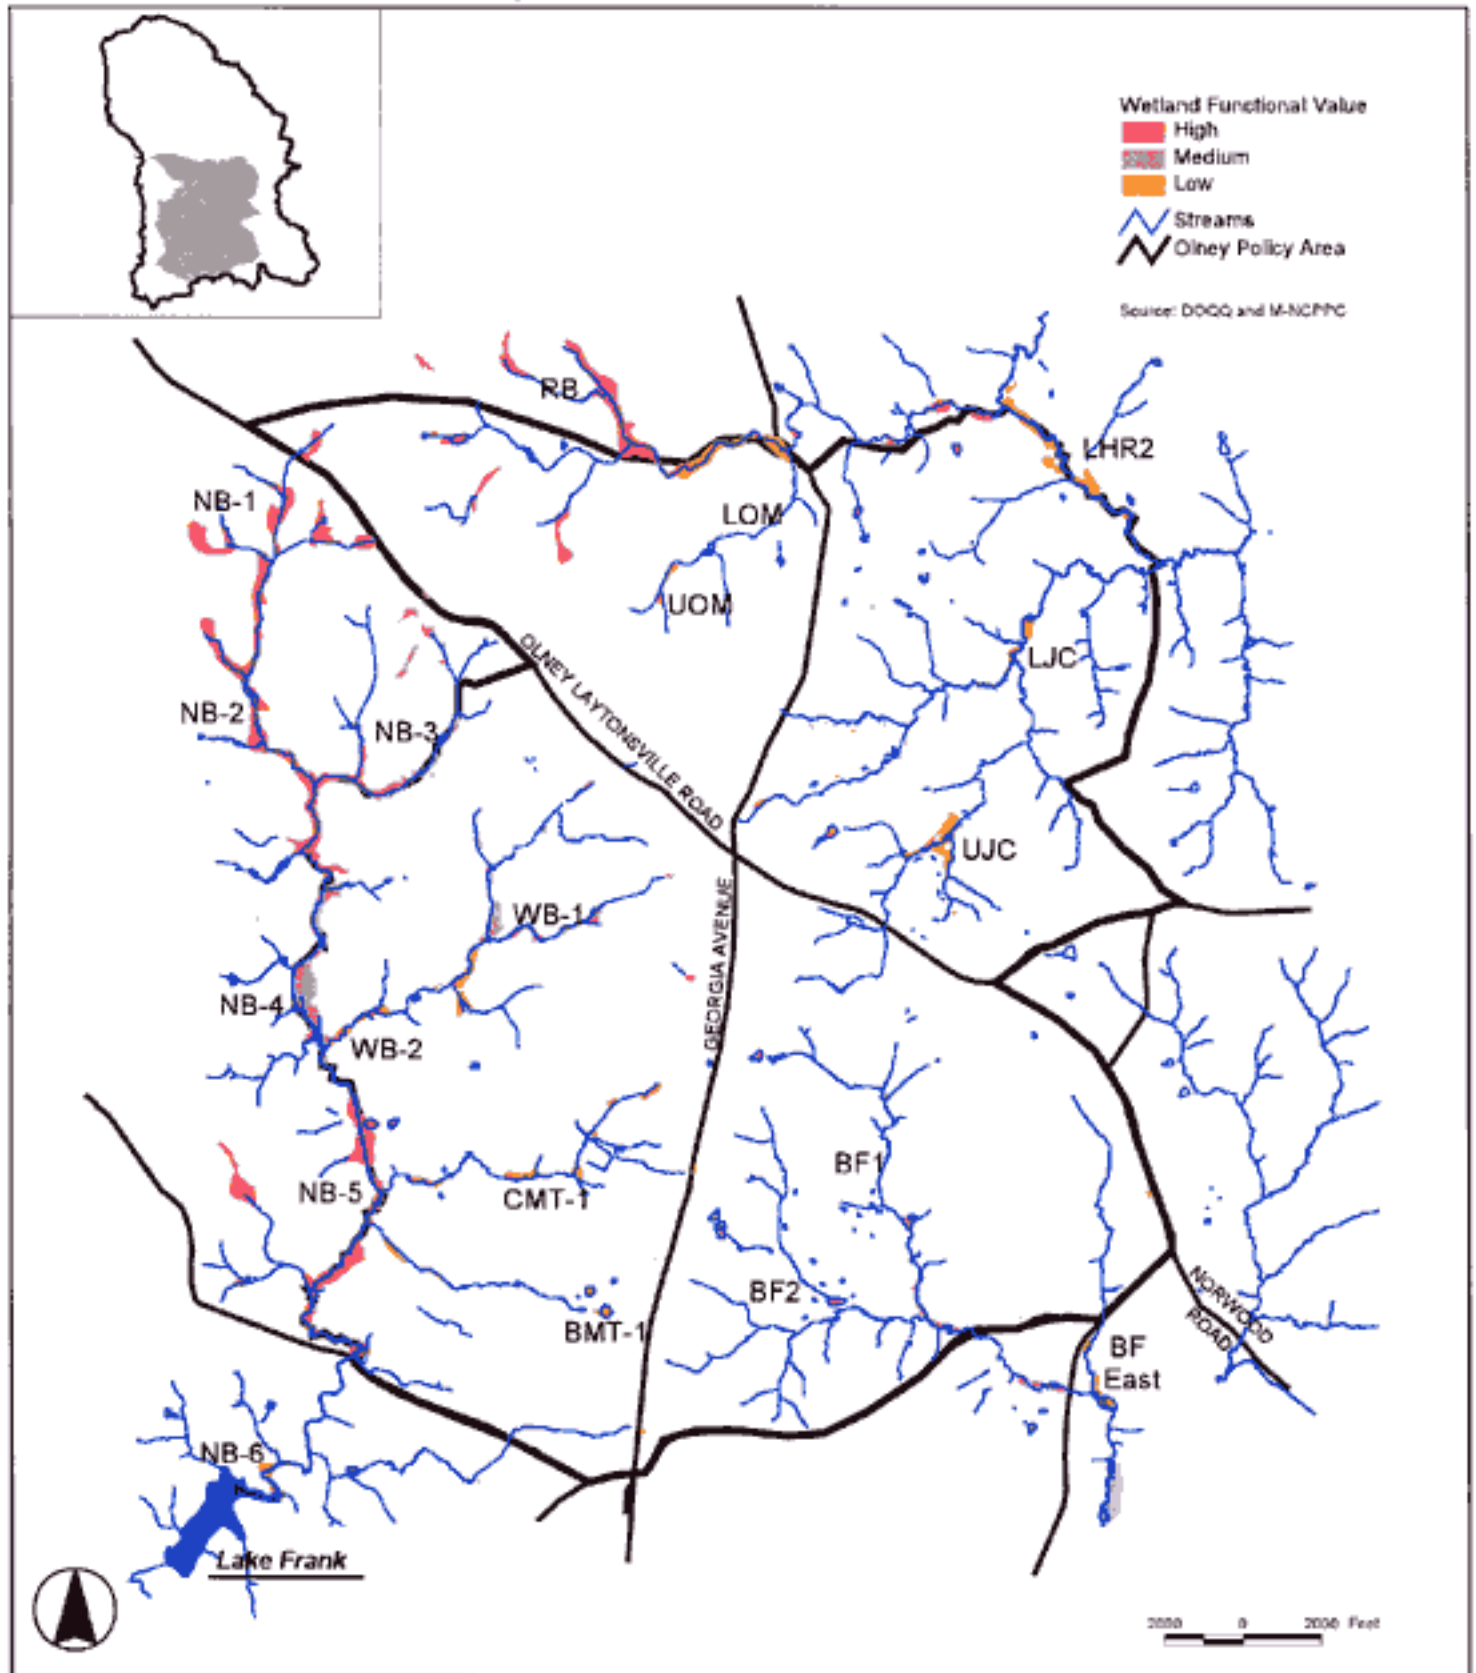 Wetland Functional Value
High
Medium
Low
Streams
Olney Policy Area
Source: DOQQ and M-NCPPC
RB
LHR2
NB-1
LOM
UOM
OLNEY LAYTONSVILLE ROAD
LJC
NB-2
NB-3
UJC
WB-1
GEORGIA AVENUE
NB-4
WB-2
BF1
NB-5
CMT-1
BF2
NORWOOD
ROAD
BMT-1
BF
East
NB-6
Lake Frank
2000 0 2000 Feet